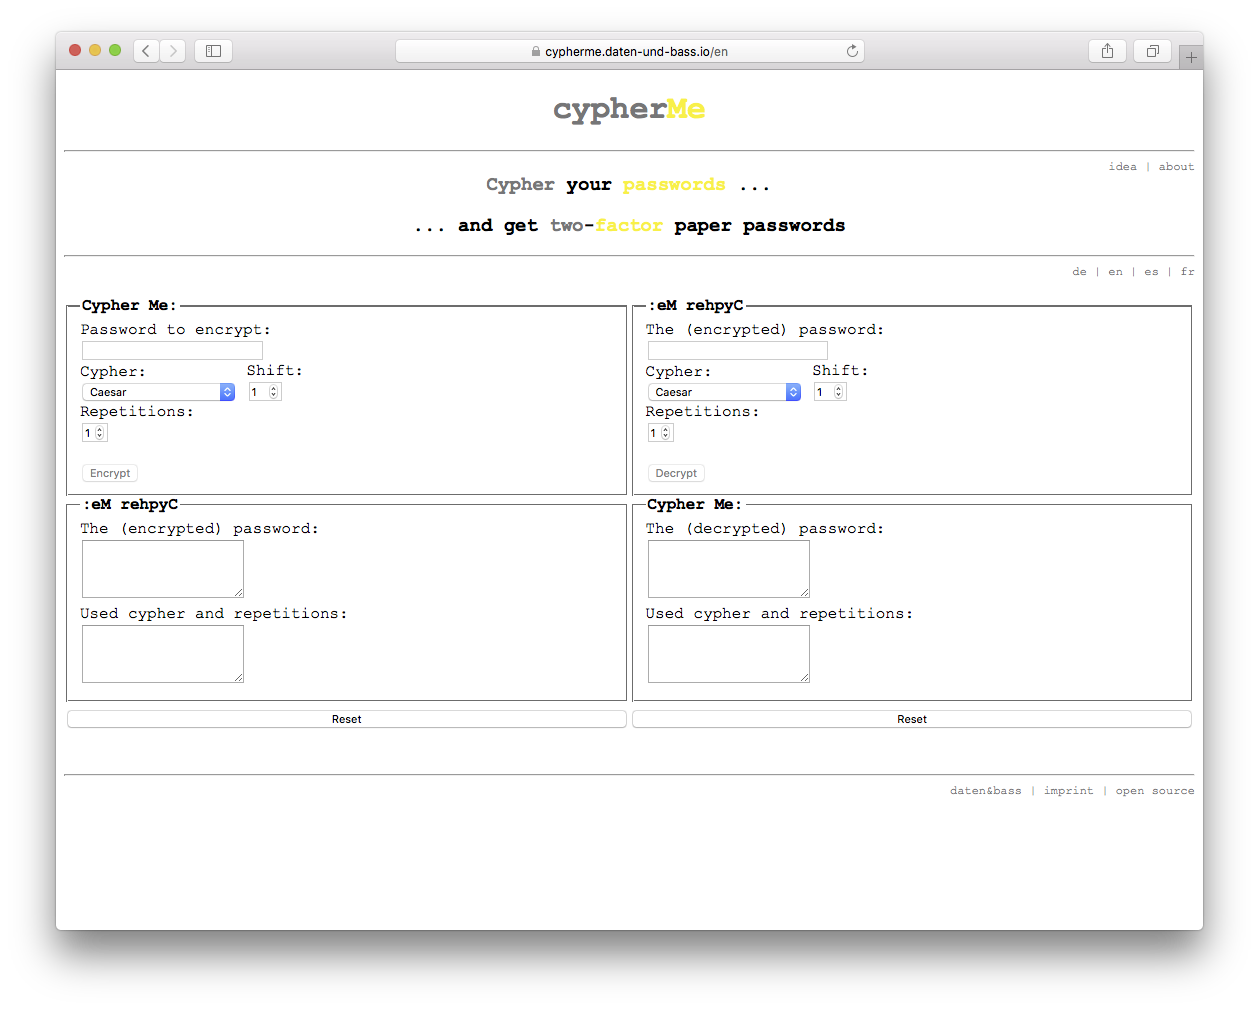 cypherme.daten-und-bass.io/en
cypherMe
idea | about
Cypher your passwords ...
... and get two-factor paper passwords
de | en | es | fr
Cypher Me:
Password to encrypt:
Cypher: Shift:
Caesar 1
Repetitions:
1
Encrypt
:eM rehpyC
The (encrypted) password:
Cypher: Shift:
Caesar 1
Repetitions:
1
Decrypt
:eM rehpyC
The (encrypted) password:
Used cypher and repetitions:
Reset
Cypher Me:
The (decrypted) password:
Used cypher and repetitions:
Reset
daten&bass | imprint | open source